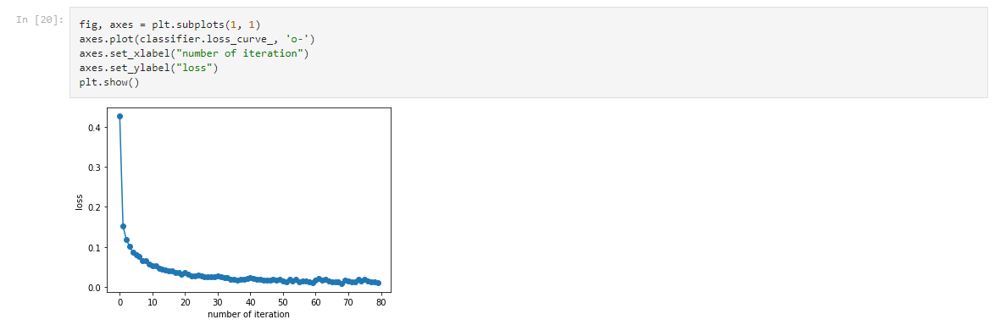 In [20]:
fig, axes = plt.subplots(1, 1)
axes.plot(classifier.loss_curve_, 'o-')
axes.set_xlabel("number of iteration")
axes.set_ylabel("loss")
plt.show()
0.4
0.3
0.2
0.1
0.0
loss
0 10 20 30 40 50 60 70 80
number of iteration